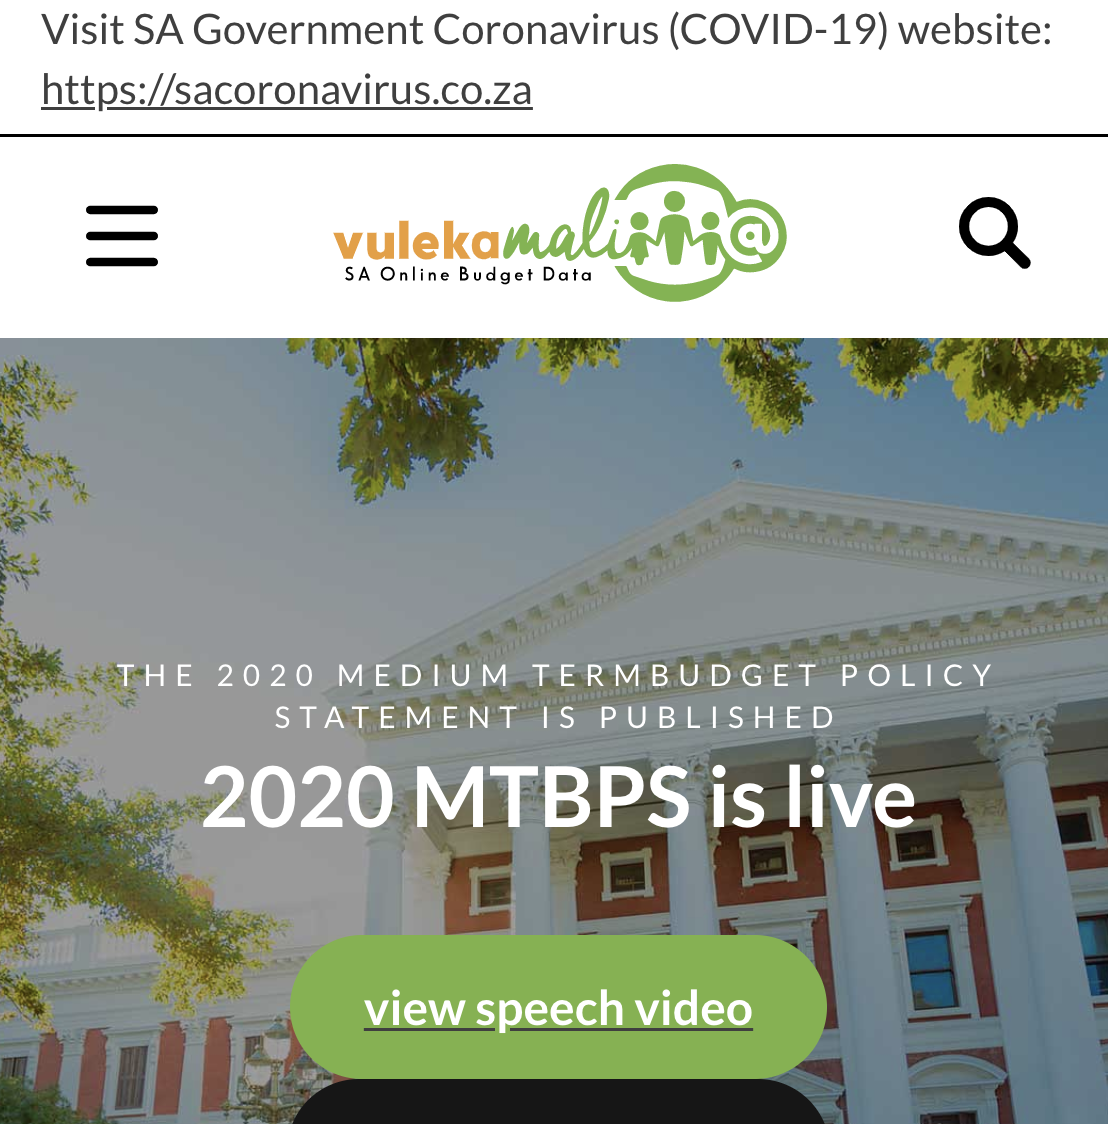 Visit SA Government Coronavirus (COVID-19) website:
https://sacoronavirus.co.za
vulekamali@
SA Online Budget Data
THE 2020 MEDIUM TERMBUDGET POLICY
STATEMENT IS PUBLISHED
2020 MTBPS is live
view speech video